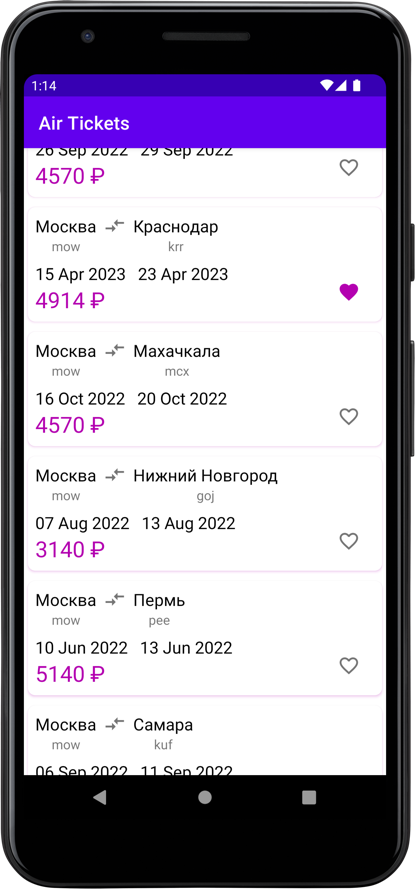 1:14
Air Tickets
26 Sep 2022 29 Sep 2022
4570 ₽
Москва Краснодар
mow krr
15 Apr 2023 23 Apr 2023
4914 ₽
Москва Махачкала
mow mcx
16 Oct 2022 20 Oct 2022
4570 ₽
Москва Нижний Новгород
mow goj
07 Aug 2022 13 Aug 2022
3140 ₽
Москва Пермь
mow pee
10 Jun 2022 13 Jun 2022
5140 ₽
Москва Самара
mow kuf
06 Sep 2022 11 Sep 2022